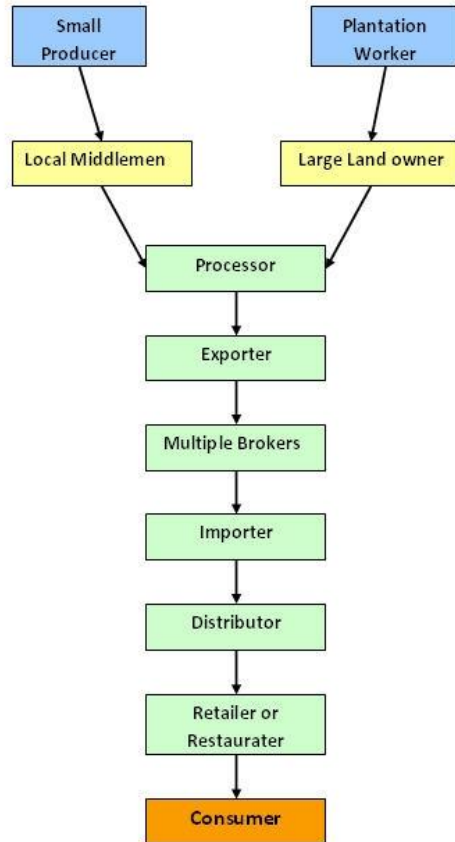 Small
Producer
Plantation
Worker
Local Middlemen
Large Land owner
Processor
Exporter
Multiple Brokers
Importer
Distributor
Retailer or
Restaurater
Consumer